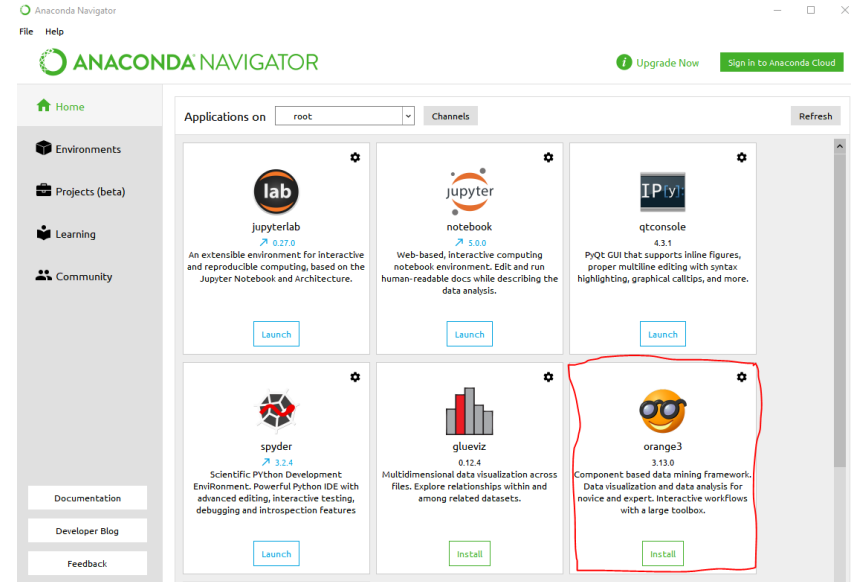 Anaconda Navigator
File Help
ANACONDA NAVIGATOR
i Upgrade Now
Sign in to Anaconda Cloud
Home
Environments
Projects (beta)
Learning
Community
Documentation
Developer Blog
Feedback
Applications on root Channels Refresh
lab
jupyterlab
0.27.0
An extensible environment for interactive
and reproducible computing, based on the
Jupyter Notebook and Architecture.
Launch
jupyter
notebook
5.0.0
Web-based, interactive computing
notebook environment. Edit and run
human-readable docs while describing the
data analysis.
Launch
IP[y]:
qtconsole
4.3.1
PyQt GUI that supports inline figures,
proper multiline editing with syntax
highlighting, graphical calltips, and more.
Launch
spyder
3.2.4
Scientific PYthon Development
EnviRonment. Powerful Python IDE with
advanced editing, interactive testing,
debugging and introspection features
Launch
glueviz
0.12.4
Multidimensional data visualization across
files. Explore relationships within and
among related datasets.
Install
orange3
3.13.0
Component based data mining framework.
Data visualization and data analysis for
novice and expert. Interactive workflows
with a large toolbox.
Install